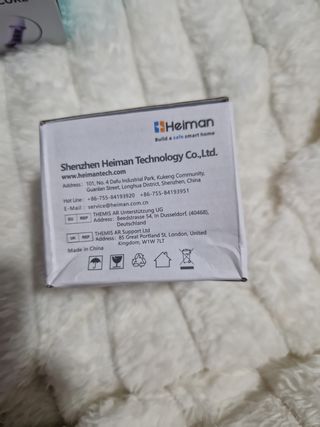 Heiman
Build a safe smart home
Shenzhen Heiman Technology Co.,Ltd.
www.heimantech.com
Address: 101, No. 4 Dafu Industrial Park, Kukeng Community,
Guanlan Street, Longhua District, Shenzhen, China
Hot Line: +86-755-84193920 +86-755-84193951
E-Mail: service@heiman.com.cn
EU REP THEMIS AR Unterstützung UG
Address: Beedstrasse 54, in Dusseldorf, (40468),
Deutschland
UK REP THEMIS AR Support Ltd
Address: 85 Great Portland St, London, United
Kingdom, W1W 7LT
Made in China